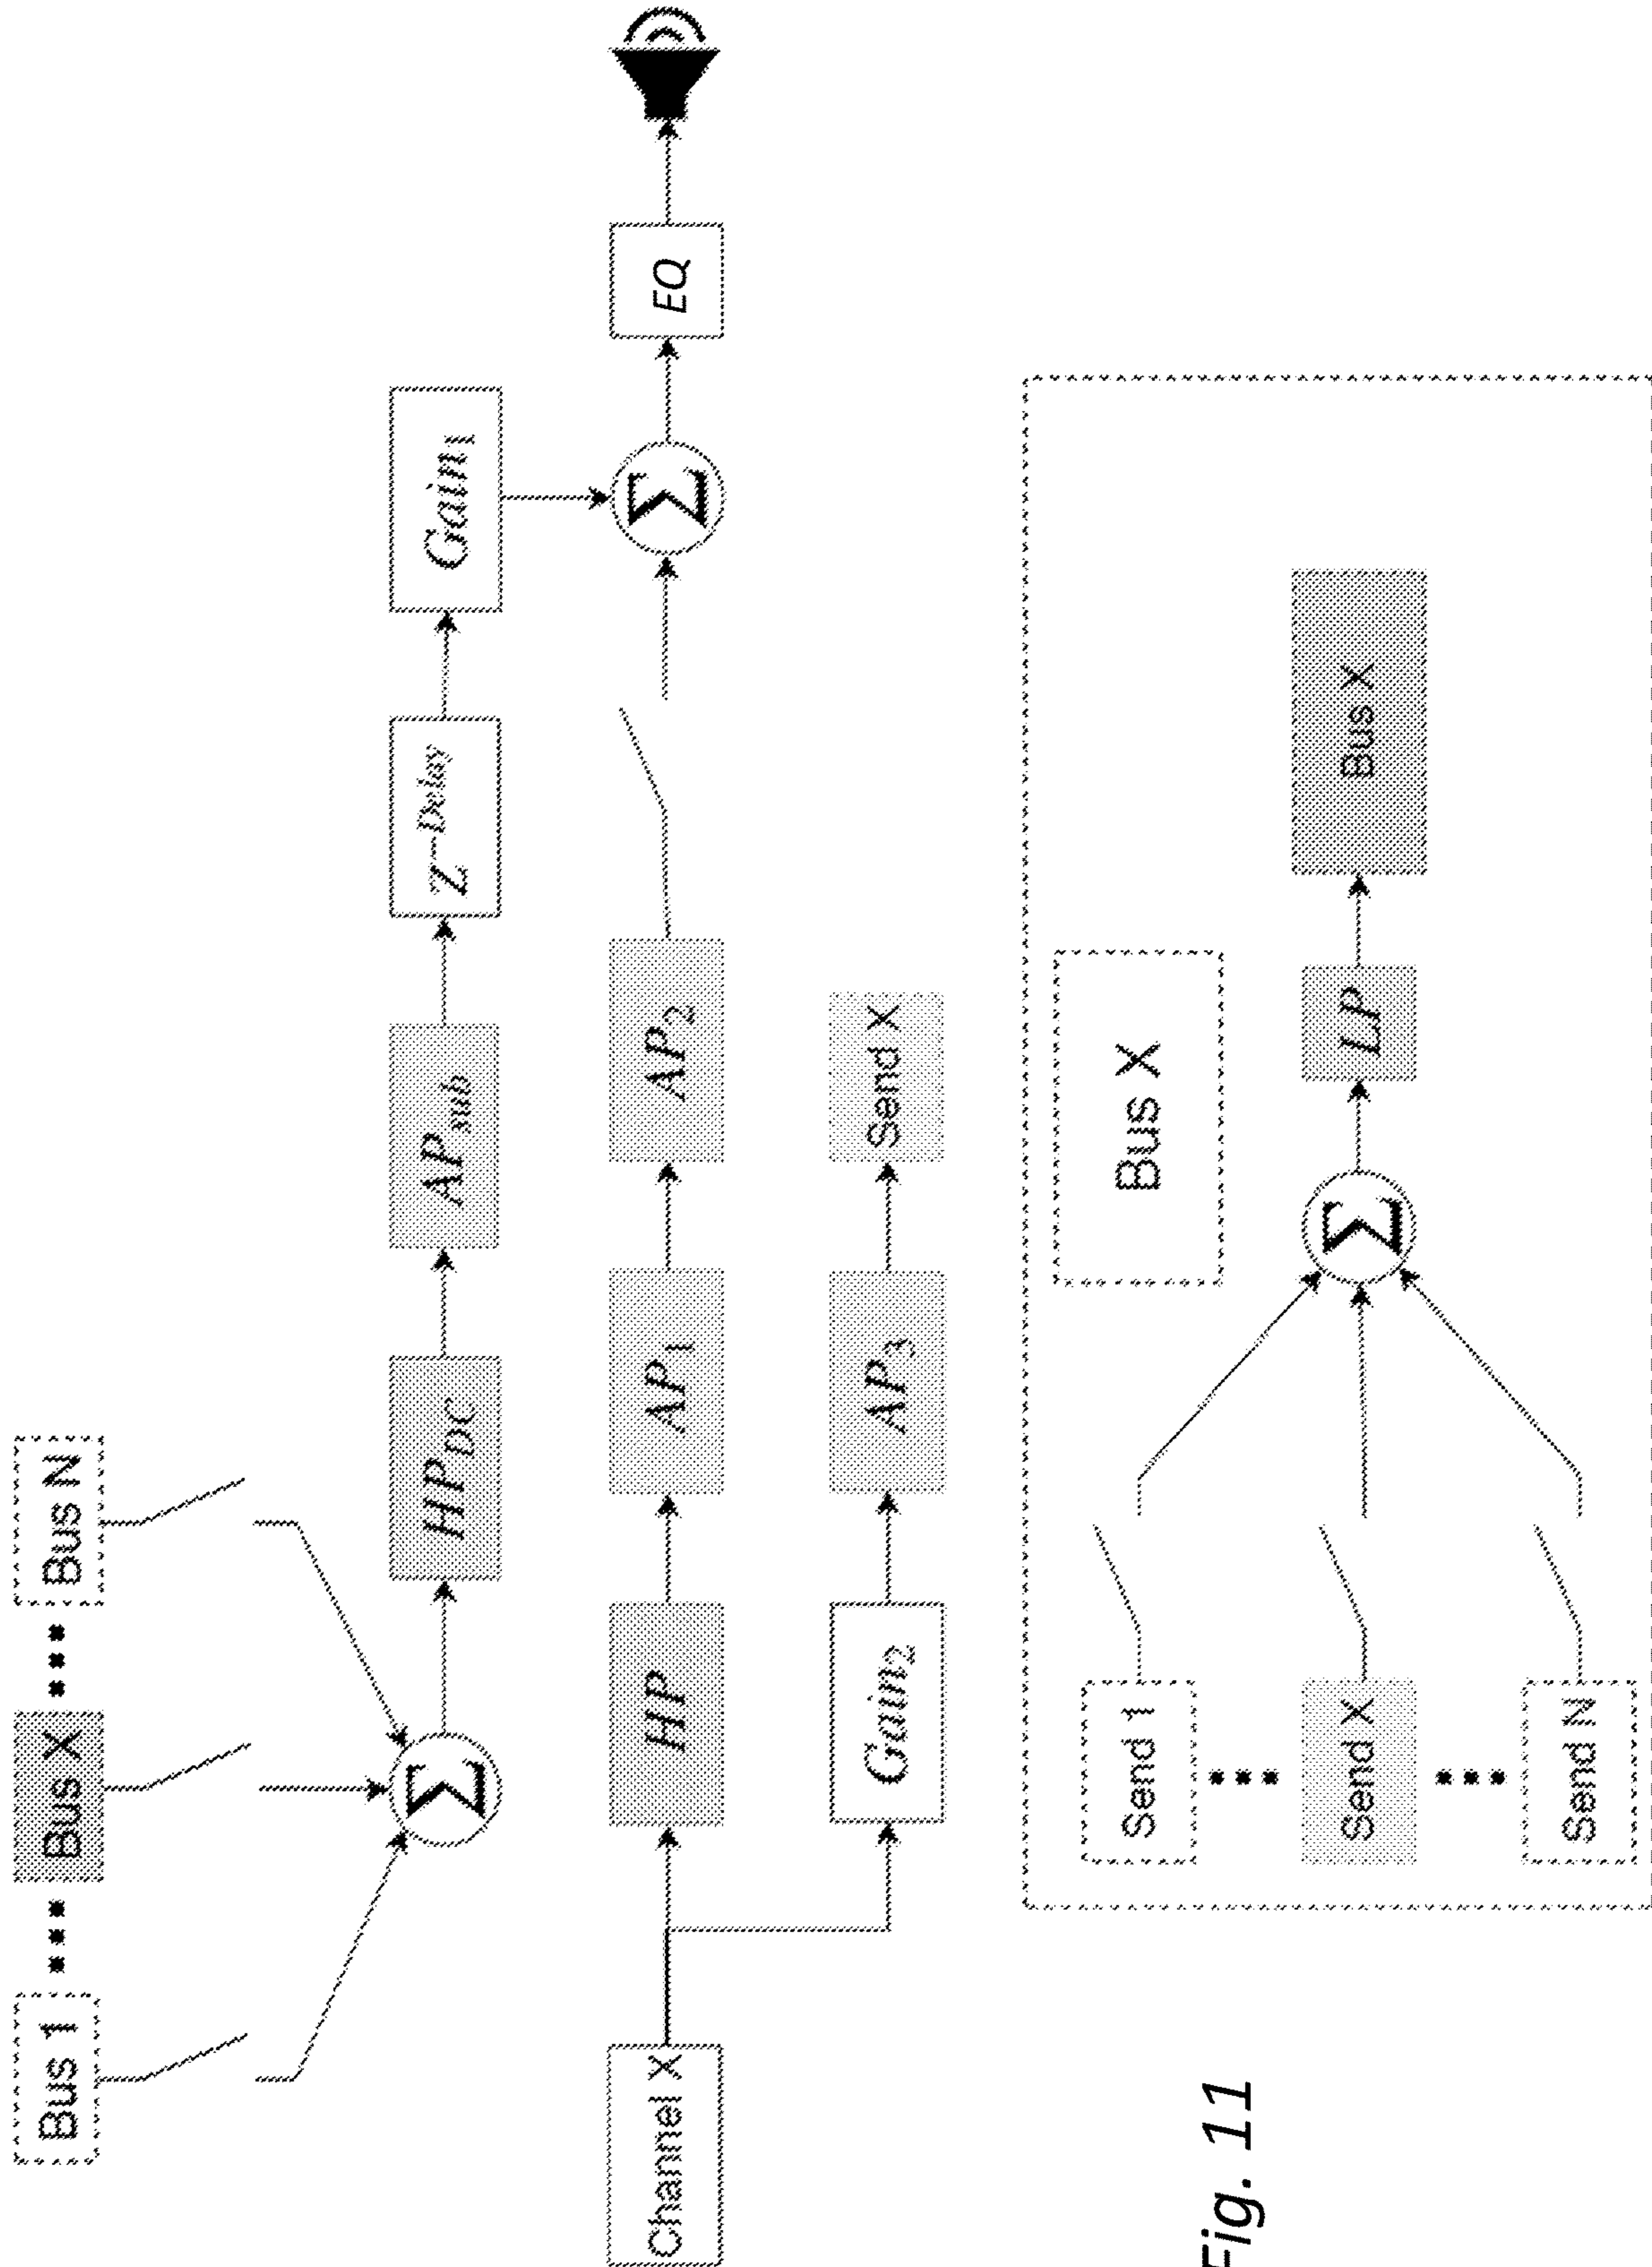 Bus 1
Bus X
Bus N
Σ
HP_DC
AP_sub
Z^−Delay
Gain_1
Channel X
HP
AP_1
AP_2
Σ
EQ
Gain_2
AP_3
Send X
Bus X
Send 1
Send X
Send N
Σ
LP
Bus X
Fig. 11